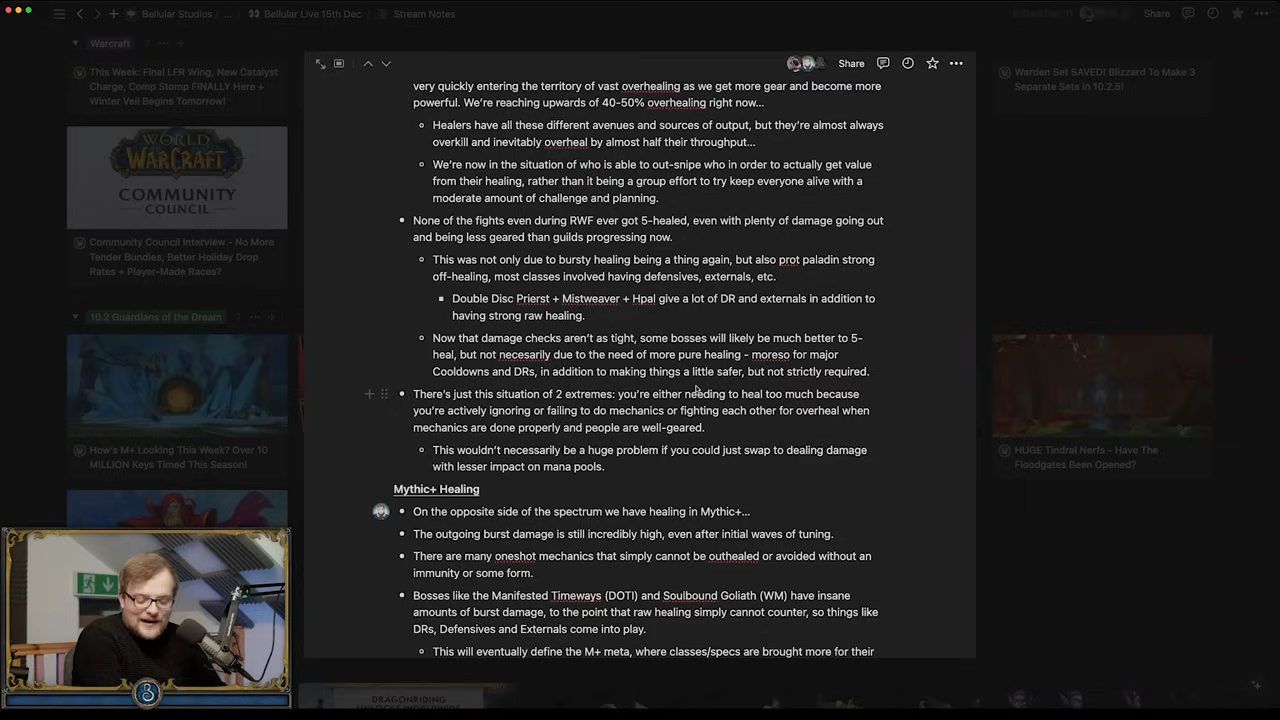 Bellular Studios / ... / Bellular Live 15th Dec / Stream Notes
Share
Warcraft 7
This Week: Final LFR Wing, New Catalyst
Charge, Comp Stomp FINALLY Here +
Winter Veil Begins Tomorrow!
WORLD
WARCRAFT
COMMUNITY
COUNCIL
Community Council Interview - No More
Tender Bundles, Better Holiday Drop
Rates + Player-Made Races?
10.2 Guardians of the Dream 7
How's M+ Looking This Week? Over 10
MILLION Keys Timed This Season!
Share
very quickly entering the territory of vast overhealing as we get more gear and become more
powerful. We're reaching upwards of 40-50% overhealing right now...
Healers have all these different avenues and sources of output, but they're almost always
overkill and inevitably overheal by almost half their throughput...
We're now in the situation of who is able to out-snipe who in order to actually get value
from their healing, rather than it being a group effort to try keep everyone alive with a
moderate amount of challenge and planning.
None of the fights even during RWF ever got 5-healed, even with plenty of damage going out
and being less geared than guilds progressing now.
This was not only due to bursty healing being a thing again, but also prot paladin strong
off-healing, most classes involved having defensives, externals, etc.
Double Disc Prierst + Mistweaver + Hpal give a lot of DR and externals in addition to
having strong raw healing.
Now that damage checks aren't as tight, some bosses will likely be much better to 5-
heal, but not necesarily due to the need of more pure healing - moreso for major
Cooldowns and DRs, in addition to making things a little safer, but not strictly required.
There's just this situation of 2 extremes: you're either needing to heal too much because
you're actively ignoring or failing to do mechanics or fighting each other for overheal when
mechanics are done properly and people are well-geared.
This wouldn't necessarily be a huge problem if you could just swap to dealing damage
with lesser impact on mana pools.
Mythic+ Healing
On the opposite side of the spectrum we have healing in Mythic+...
The outgoing burst damage is still incredibly high, even after initial waves of tuning.
There are many oneshot mechanics that simply cannot be outhealed or avoided without an
immunity or some form.
Bosses like the Manifested Timeways (DOTI) and Soulbound Goliath (WM) have insane
amounts of burst damage, to the point that raw healing simply cannot counter, so things like
DRs, Defensives and Externals come into play.
This will eventually define the M+ meta, where classes/specs are brought more for their
Warden Set SAVED! Blizzard To Make 3
Separate Sets in 10.2.5!
HUGE Tindral Nerfs - Have The
Floodgates Been Opened?
B
DRAGONRIDING